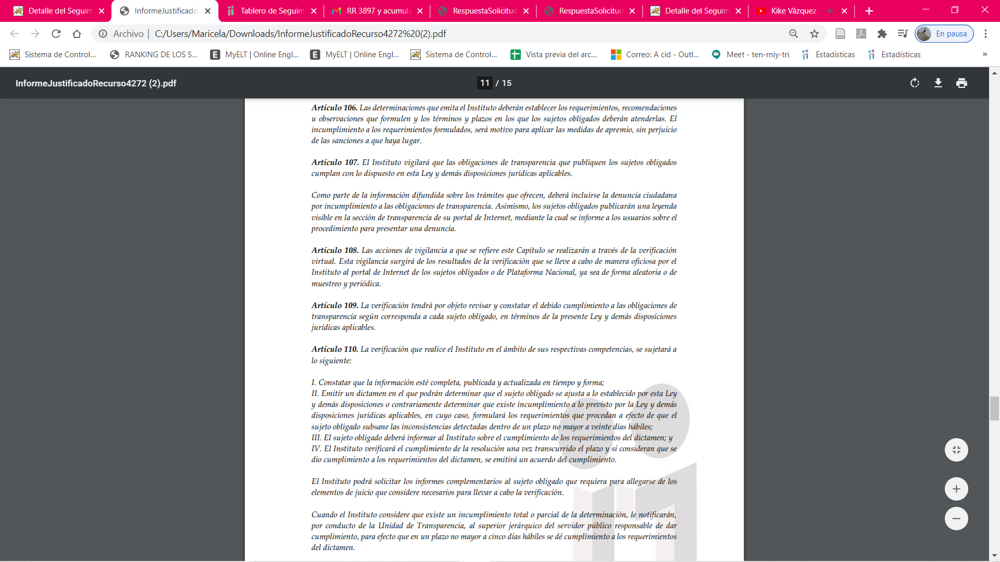 Detalle del Seguim
InformeJustificado
Tablero de Seguim
RR 3897 y acumula
RespuestaSolicitud
RespuestaSolicitud
Detalle del Seguim
Kike Vázquez -
Archivo
C:/Users/Maricela/Downloads/InformeJustificadoRecurso4272%20(2).pdf
En pausa
Sistema de Control...
RANKING DE LOS S...
MyELT | Online Engl...
MyELT | Online Engl...
Sistema de Control...
Vista previa del arc...
Correo: A cid - Outl...
Meet - ten-rniy-tri
Estadísticas
Estadísticas
»
InformeJustificadoRecurso4272 (2).pdf
11 / 15
Artículo 106. Las determinaciones que emita el Instituto deberán establecer los requerimientos, recomendaciones
u observaciones que formulen y los términos y plazos en los que los sujetos obligados deberán atenderlas. El
incumplimiento a los requerimientos formulados, será motivo para aplicar las medidas de apremio, sin perjuicio
de las sanciones a que haya lugar.
Artículo 107. El Instituto vigilará que las obligaciones de transparencia que publiquen los sujetos obligados
cumplan con lo dispuesto en esta Ley y demás disposiciones jurídicas aplicables.
Como parte de la información difundida sobre los trámites que ofrecen, deberá incluirse la denuncia ciudadana
por incumplimiento a las obligaciones de transparencia. Asimismo, los sujetos obligados publicarán una leyenda
visible en la sección de transparencia de su portal de Internet, mediante la cual se informe a los usuarios sobre el
procedimiento para presentar una denuncia.
Artículo 108. Las acciones de vigilancia a que se refiere este Capítulo se realizarán a través de la verificación
virtual. Esta vigilancia surgirá de los resultados de la verificación que se lleve a cabo de manera oficiosa por el
Instituto al portal de Internet de los sujetos obligados o de Plataforma Nacional, ya sea de forma aleatoria o de
muestreo y periódica.
Artículo 109. La verificación tendrá por objeto revisar y constatar el debido cumplimiento a las obligaciones de
transparencia según corresponda a cada sujeto obligado, en términos de la presente Ley y demás disposiciones
jurídicas aplicables.
Artículo 110. La verificación que realice el Instituto en el ámbito de sus respectivas competencias, se sujetará a
lo siguiente:
I. Constatar que la información esté completa, publicada y actualizada en tiempo y forma;
II. Emitir un dictamen en el que podrán determinar que el sujeto obligado se ajusta a lo establecido por esta Ley
y demás disposiciones o contrariamente determinar que existe incumplimiento a lo previsto por la Ley y demás
disposiciones jurídicas aplicables, en cuyo caso, formulará los requerimientos que procedan a efecto de que el
sujeto obligado subsane las inconsistencias detectadas dentro de un plazo no mayor a veinte días hábiles;
III. El sujeto obligado deberá informar al Instituto sobre el cumplimiento de los requerimientos del dictamen; y
IV. El Instituto verificará el cumplimiento de la resolución una vez transcurrido el plazo y si consideran que se
dio cumplimiento a los requerimientos del dictamen, se emitirá un acuerdo del cumplimiento.
El Instituto podrá solicitar los informes complementarios al sujeto obligado que requiera para allegarse de los
elementos de juicio que considere necesarios para llevar a cabo la verificación.
Cuando el Instituto considere que existe un incumplimiento total o parcial de la determinación, le notificarán,
por conducto de la Unidad de Transparencia, al superior jerárquico del servidor público responsable de dar
cumplimiento, para efecto que en un plazo no mayor a cinco días hábiles se dé cumplimiento a los requerimientos
del dictamen.